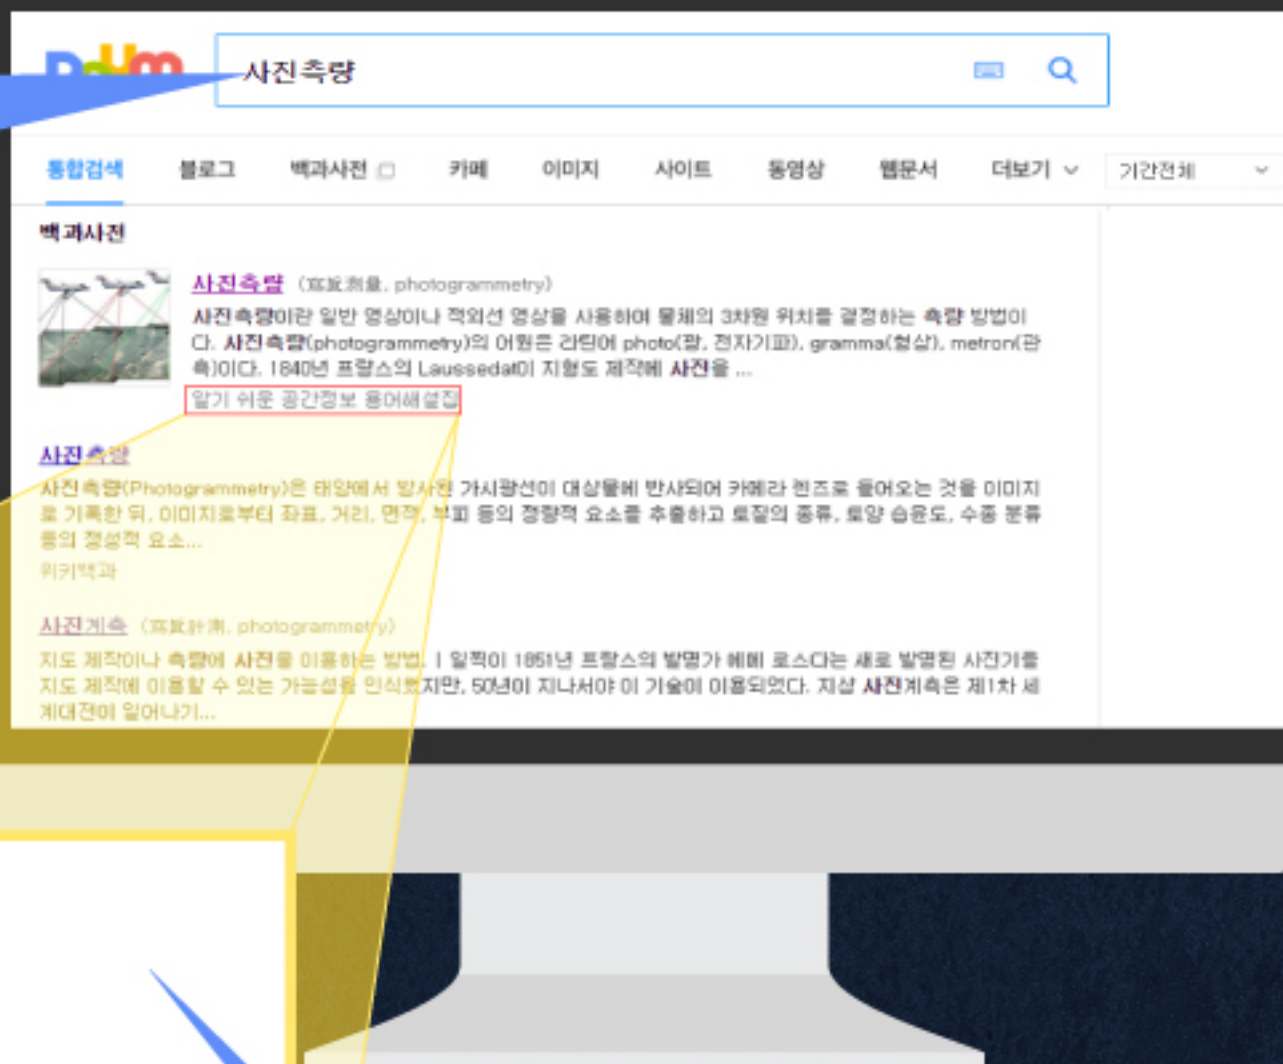 Daum
사진측량
통합검색 블로그 백과사전 카페 이미지 사이트 동영상 웹문서 더보기 기간전체
백과사전
사진측량 (寫眞測量, photogrammetry)
사진측량이란 일반 영상이나 적외선 영상을 사용하여 물체의 3차원 위치를 결정하는 측량 방법이
다. 사진측량(photogrammetry)의 어원은 라틴어 photo(빛, 전자기파), gramma(형상), metron(관
측)이다. 1840년 프랑스의 Laussedat이 지형도 제작에 사진을 ...
알기 쉬운 공간정보 용어해설집
사진측량
사진측량(Photogrammetry)은 태양에서 방사된 가시광선이 대상물에 반사되어 카메라 렌즈로 들어오는 것을 이미지
로 기록한 뒤, 이미지로부터 좌표, 거리, 면적, 부피 등의 정량적 요소를 추출하고 토질의 종류, 토양 습윤도, 수종 분류
등의 정성적 요소...
위키백과
사진계측 (寫眞計測, photogrammetry)
지도 제작이나 측량에 사진을 이용하는 방법. | 일찍이 1851년 프랑스의 발명가 에메 로스다는 새로 발명된 사진기를
지도 제작에 이용할 수 있는 가능성을 인식했지만, 50년이 지나서야 이 기술이 이용되었다. 지상 사진계측은 제1차 세
계대전이 일어나기...